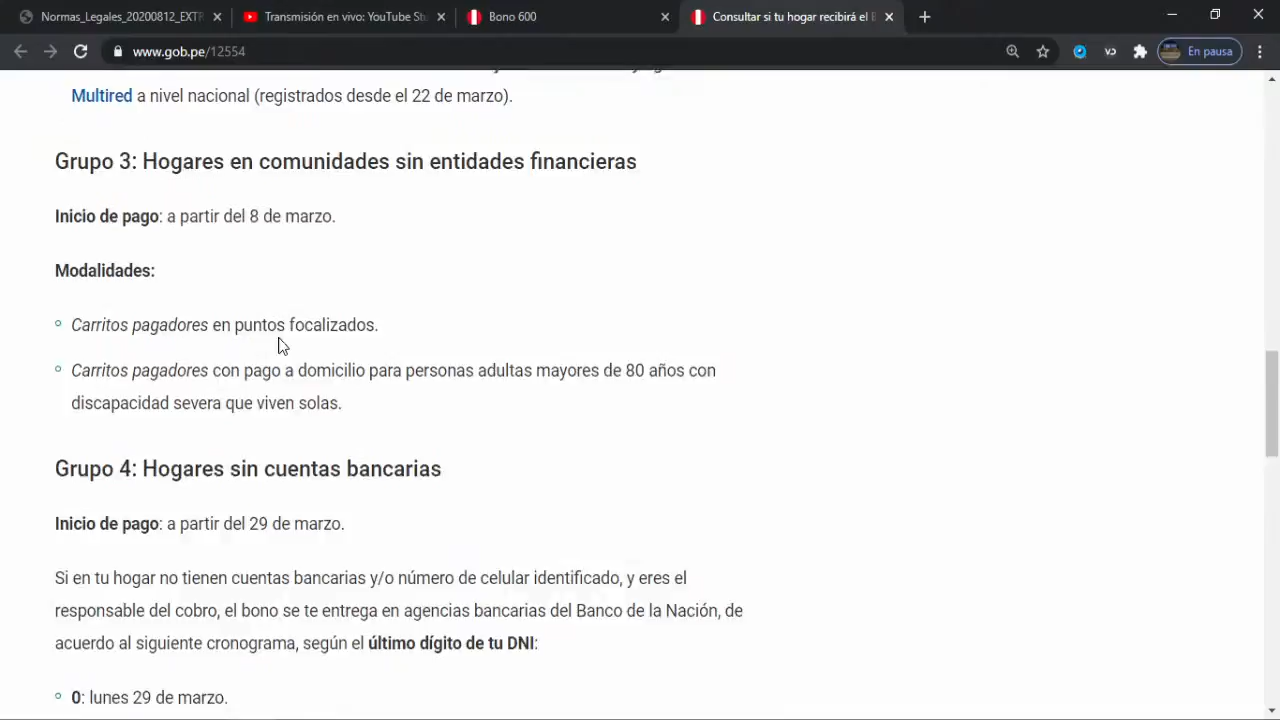 Normas_Legales_20200812_EXTR
Transmisión en vivo: YouTube Stu
Bono 600
Consultar si tu hogar recibirá el B
www.gob.pe/12554
En pausa
Multired a nivel nacional (registrados desde el 22 de marzo).
Grupo 3: Hogares en comunidades sin entidades financieras
Inicio de pago: a partir del 8 de marzo.
Modalidades:
Carritos pagadores en puntos focalizados.
Carritos pagadores con pago a domicilio para personas adultas mayores de 80 años con
discapacidad severa que viven solas.
Grupo 4: Hogares sin cuentas bancarias
Inicio de pago: a partir del 29 de marzo.
Si en tu hogar no tienen cuentas bancarias y/o número de celular identificado, y eres el
responsable del cobro, el bono se te entrega en agencias bancarias del Banco de la Nación, de
acuerdo al siguiente cronograma, según el último dígito de tu DNI:
0: lunes 29 de marzo.